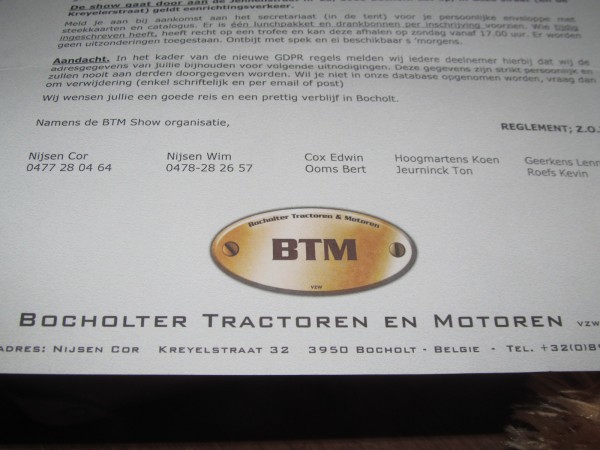 De show gaat door aan de
Kreyelerstraat) geldt eenrichtingsverkeer.
Meld je aan bij aankomst aan het secretariaat (in de tent) voor je persoonlijke enveloppe met
steekkaarten en catalogus. Er is één lunchpakket en drankbonnen per inschrijving voorzien. Wie tijdig
ingeschreven heeft, heeft recht op een trofee en kan deze afhalen op zondag vanaf 17.00 uur. Er worden
geen uitzonderingen toegestaan. Ontbijt met spek en ei beschikbaar s 'morgens.
Aandacht. In het kader van de nieuwe GDPR regels melden wij iedere deelnemer hierbij dat wij de
adresgegevens van jullie bijhouden voor volgende uitnodigingen. Deze gegevens zijn strikt persoonlijk en
zullen nooit aan derden doorgegeven worden. Wil je niet in onze database opgenomen worden, vraag dan
om verwijdering (enkel schriftelijk en per email of post)
Wij wensen jullie een goede reis en een prettig verblijf in Bocholt.
Namens de BTM Show organisatie,
REGLEMENT; Z.O.
Nijsen Cor Nijsen Wim Cox Edwin Hoogmartens Koen Geerkens Lenn
0477 28 04 64 0478-28 26 57 Ooms Bert Jeurninck Ton Roefs Kevin
Bocholter Tractoren & Motoren
BTM
VZW
BOCHOLTER TRACTOREN EN MOTOREN VZW
ADRES: NIJSEN COR KREYELSTRAAT 32 3950 BOCHOLT - BELGIE - TEL. +32(0)8